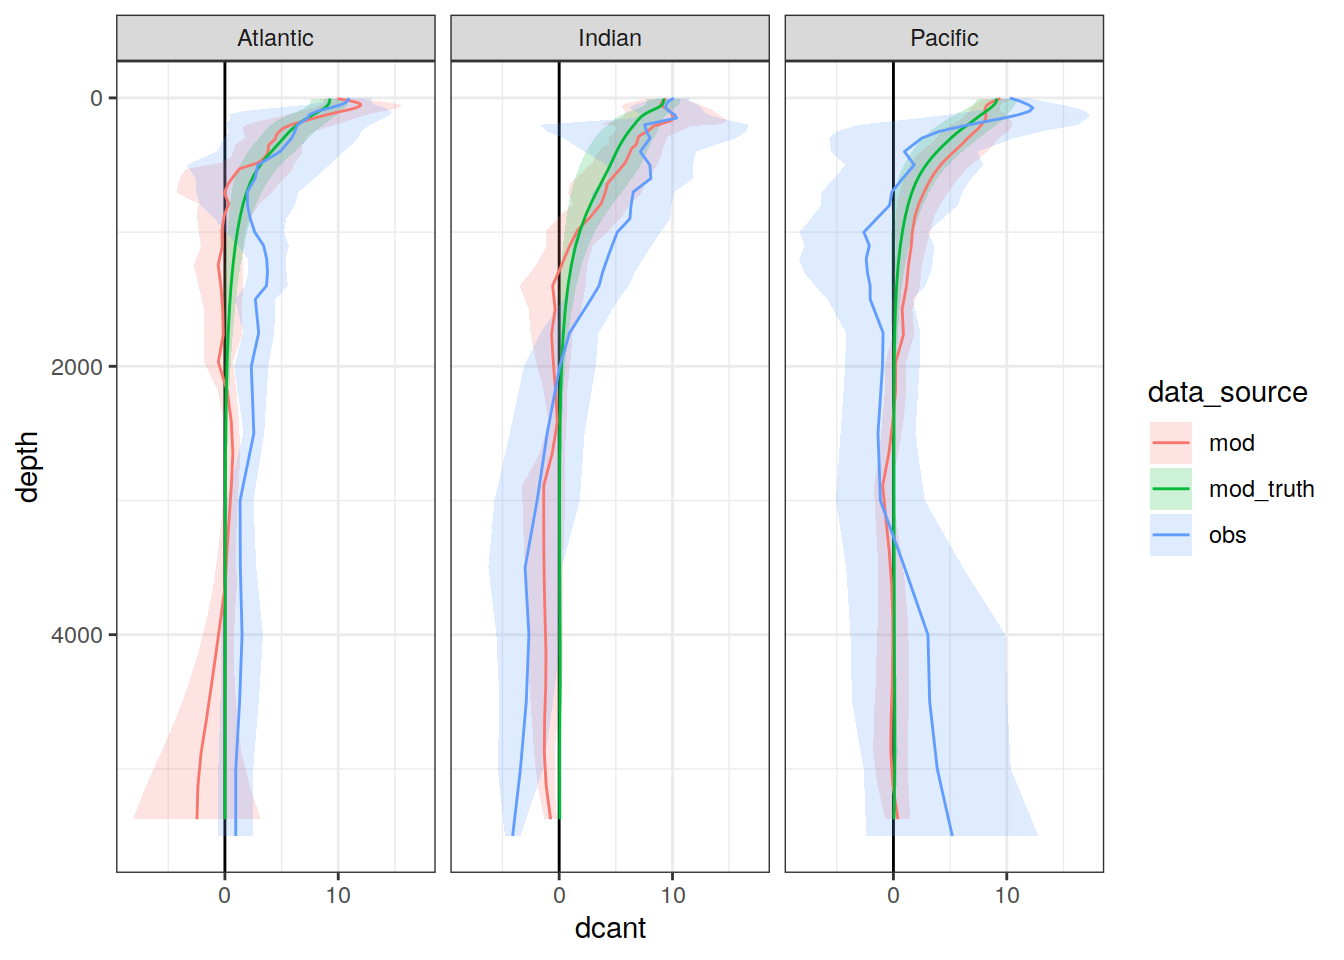 Atlantic Indian Pacific
0
2000
4000
depth
0 10 0 10 0 10
dcant
data_source
mod
mod_truth
obs